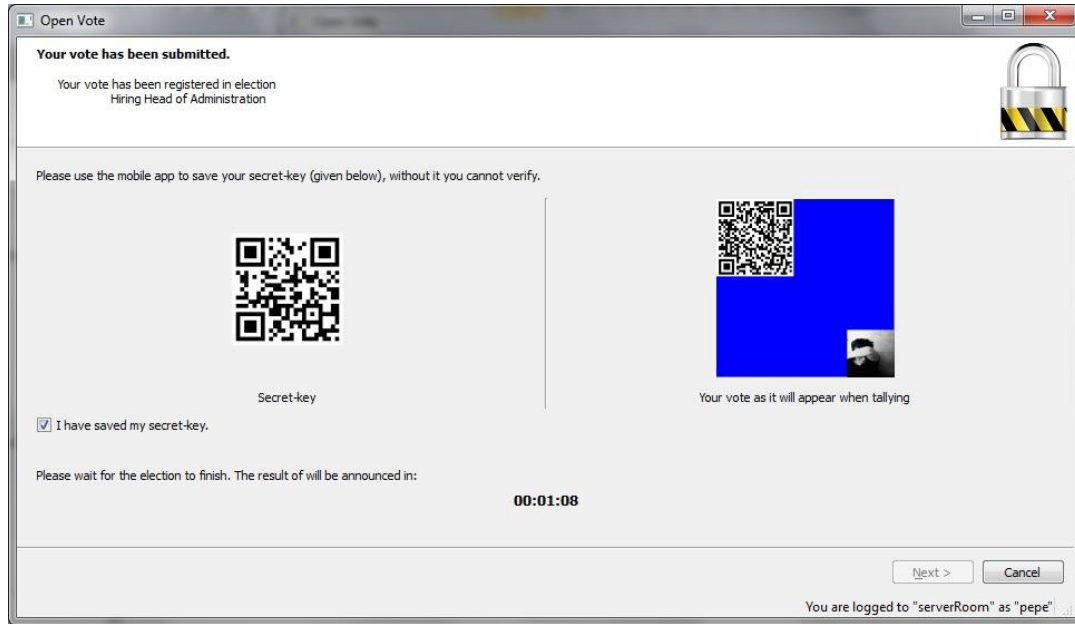 Open Vote
Your vote has been submitted.
Your vote has been registered in election
Hiring Head of Administration
Please use the mobile app to save your secret-key (given below), without it you cannot verify.
Secret-key
Your vote as it will appear when tallying
I have saved my secret-key.
Please wait for the election to finish. The result of will be announced in:
00:01:08
Next >
Cancel
You are logged to "serverRoom" as "pepe"